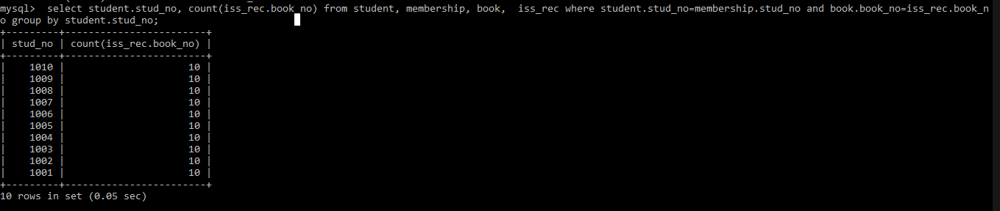 mysql>  select student.stud_no, count(iss_rec.book_no) from student, membership, book,  iss_rec where student.stud_no=membership.stud_no and book.book_no=iss_rec.book_n
o group by student.stud_no;
+---------+------------------------+
| stud_no | count(iss_rec.book_no) |
+---------+------------------------+
|    1010 |                     10 |
|    1009 |                     10 |
|    1008 |                     10 |
|    1007 |                     10 |
|    1006 |                     10 |
|    1005 |                     10 |
|    1004 |                     10 |
|    1003 |                     10 |
|    1002 |                     10 |
|    1001 |                     10 |
+---------+------------------------+
10 rows in set (0.05 sec)